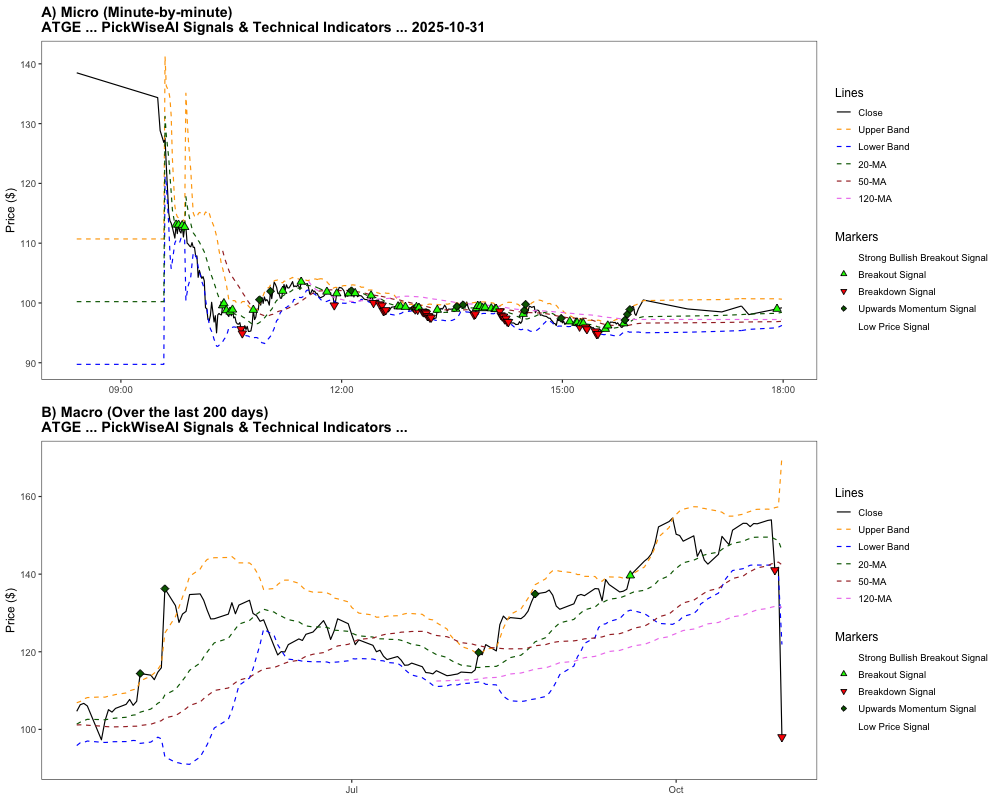 A) Micro (Minute-by-minute)
ATGE ... PickWiseAI Signals & Technical Indicators ... 2025-10-31
Price ($)
140
130
120
110
100
90
09:00
12:00
15:00
18:00
Lines
Close
Upper Band
Lower Band
20-MA
50-MA
120-MA
Markers
Strong Bullish Breakout Signal
Breakout Signal
Breakdown Signal
Upwards Momentum Signal
Low Price Signal
B) Macro (Over the last 200 days)
ATGE ... PickWiseAI Signals & Technical Indicators ...
Price ($)
160
140
120
100
Jul
Oct
Lines
Close
Upper Band
Lower Band
20-MA
50-MA
120-MA
Markers
Strong Bullish Breakout Signal
Breakout Signal
Breakdown Signal
Upwards Momentum Signal
Low Price Signal